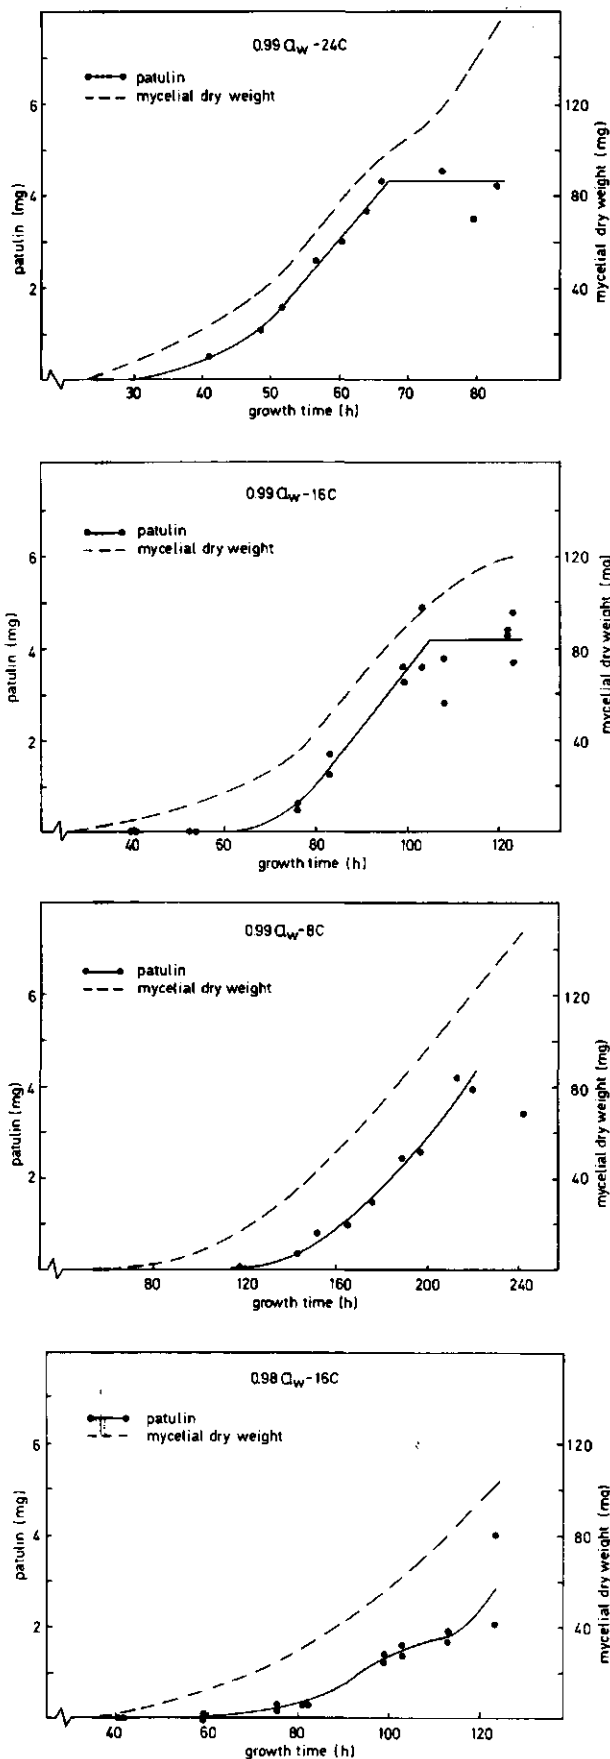 0.99 aw -24C
patulin
mycelial dry weight
patulin (mg)
6
4
2
mycelial dry weight (mg)
120
80
40
30 40 50 60 70 80
growth time (h)
0.99 aw -16C
patulin
mycelial dry weight
patulin (mg)
6
4
2
mycelial dry weight (mg)
120
80
40
40 60 80 100 120
growth time (h)
0.99 aw -8C
patulin
mycelial dry weight
patulin (mg)
6
4
2
mycelial dry weight (mg)
120
80
40
80 120 160 200 240
growth time (h)
0.98 aw -16C
patulin
mycelial dry weight
patulin (mg)
6
4
2
mycelial dry weight (mg)
120
80
40
40 60 80 100 120
growth time (h)